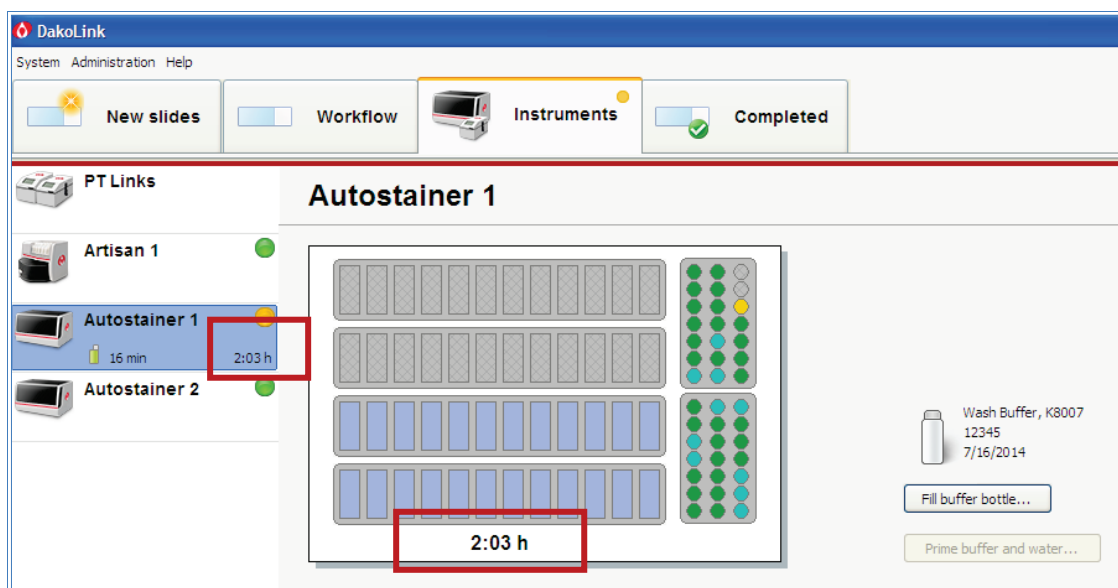 DakoLink
System Administration Help
New slides
Workflow
Instruments
Completed
PT Links
Artisan 1
Autostainer 1
16 min
2:03 h
Autostainer 2
Autostainer 1
2:03 h
Wash Buffer, K8007
12345
7/16/2014
Fill buffer bottle...
Prime buffer and water...